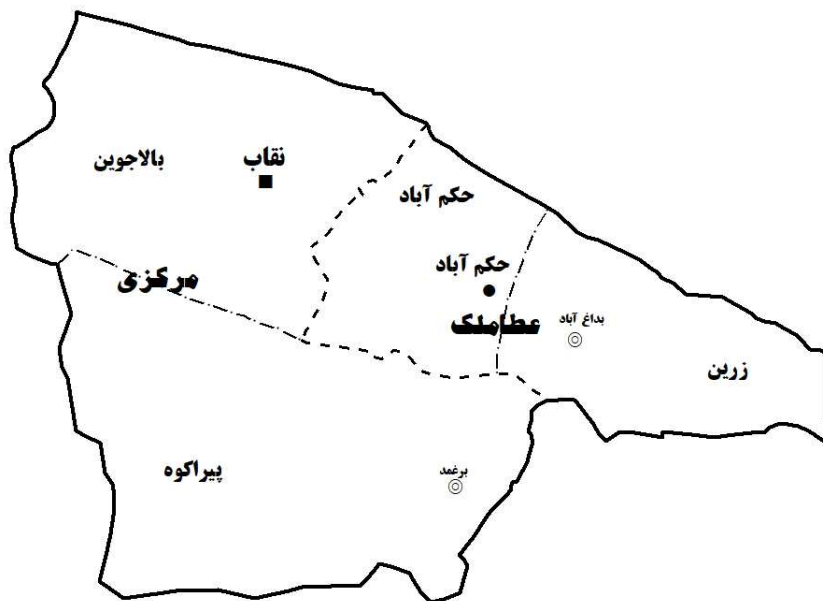 نقاب
بالاجوین
حکم آباد
حکم آباد
مرکزی
عطاملک
بداغ آباد
زرین
پیراکوه
برغمد